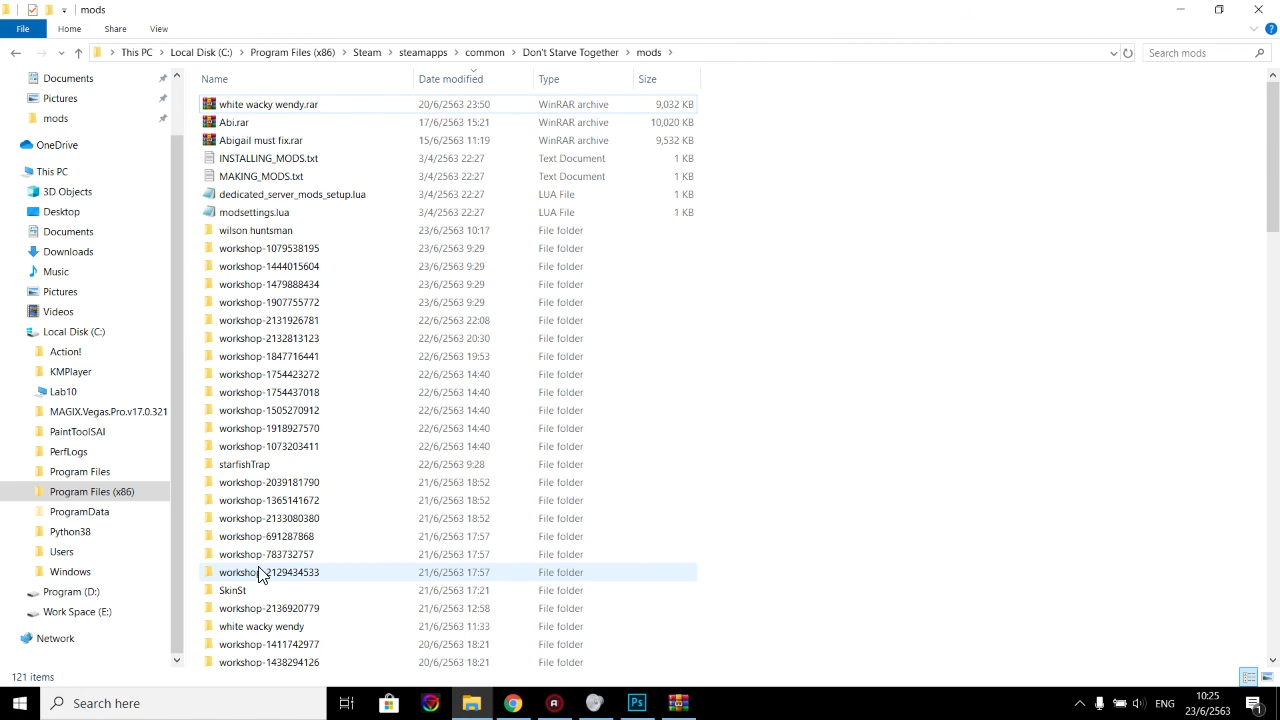 mods
File Home Share View
This PC Local Disk (C:) Program Files (x86) Steam steamapps common Don't Starve Together mods Search mods
Documents
Pictures
mods
OneDrive
This PC
3D Objects
Desktop
Documents
Downloads
Music
Pictures
Videos
Local Disk (C:)
Action!
KMPlayer
Lab10
MAGIX.Vegas.Pro.v17.0.321
PaintToolSAI
PerfLogs
Program Files
Program Files (x86)
ProgramData
Python38
Users
Windows
Program (D:)
Work Space (E:)
Network
Name Date modified Type Size
white wacky wendy.rar 20/6/2563 23:50 WinRAR archive 9,032 KB
Abi.rar 17/6/2563 15:21 WinRAR archive 10,020 KB
Abigail must fix.rar 15/6/2563 11:19 WinRAR archive 9,532 KB
INSTALLING_MODS.txt 3/4/2563 22:27 Text Document 1 KB
MAKING_MODS.txt 3/4/2563 22:27 Text Document 1 KB
dedicated_server_mods_setup.lua 3/4/2563 22:27 LUA File 1 KB
modsettings.lua 3/4/2563 22:27 LUA File 1 KB
wilson huntsman 23/6/2563 10:17 File folder
workshop-1079538195 23/6/2563 9:29 File folder
workshop-1444015604 23/6/2563 9:29 File folder
workshop-1479888434 23/6/2563 9:29 File folder
workshop-1907755772 23/6/2563 9:29 File folder
workshop-2131926781 22/6/2563 22:08 File folder
workshop-2132813123 22/6/2563 20:30 File folder
workshop-1847716441 22/6/2563 19:53 File folder
workshop-1754423272 22/6/2563 14:40 File folder
workshop-1754437018 22/6/2563 14:40 File folder
workshop-1505270912 22/6/2563 14:40 File folder
workshop-1918927570 22/6/2563 14:40 File folder
workshop-1073203411 22/6/2563 14:40 File folder
starfishTrap 22/6/2563 9:28 File folder
workshop-2039181790 21/6/2563 18:52 File folder
workshop-1365141672 21/6/2563 18:52 File folder
workshop-2133080380 21/6/2563 18:52 File folder
workshop-691287868 21/6/2563 17:57 File folder
workshop-783732757 21/6/2563 17:57 File folder
workshop-2129434533 21/6/2563 17:57 File folder
SkinSt 21/6/2563 17:21 File folder
workshop-2136920779 21/6/2563 12:58 File folder
white wacky wendy 21/6/2563 11:33 File folder
workshop-1411742977 20/6/2563 18:21 File folder
workshop-1438294126 20/6/2563 18:21 File folder
121 items
Search here
Ps
ENG
10:25
23/6/2563
1